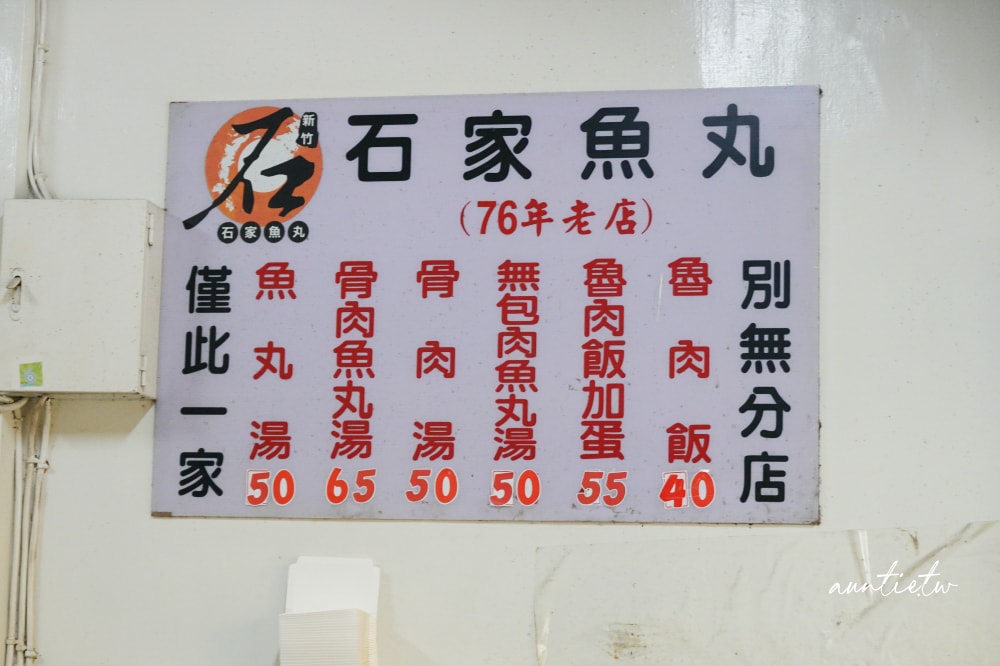 石
新竹
石家魚丸
石家魚丸
(76年老店)
別無分店
魯肉飯 40
魯肉飯加蛋 55
無包肉魚丸湯 50
骨肉湯 50
骨肉魚丸湯 65
魚丸湯 50
僅此一家
auntie.tw